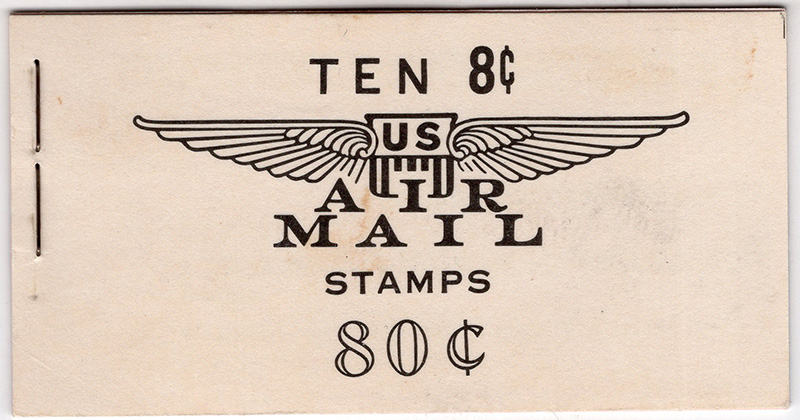 TEN 8¢
US
AIR
MAIL
STAMPS
80¢